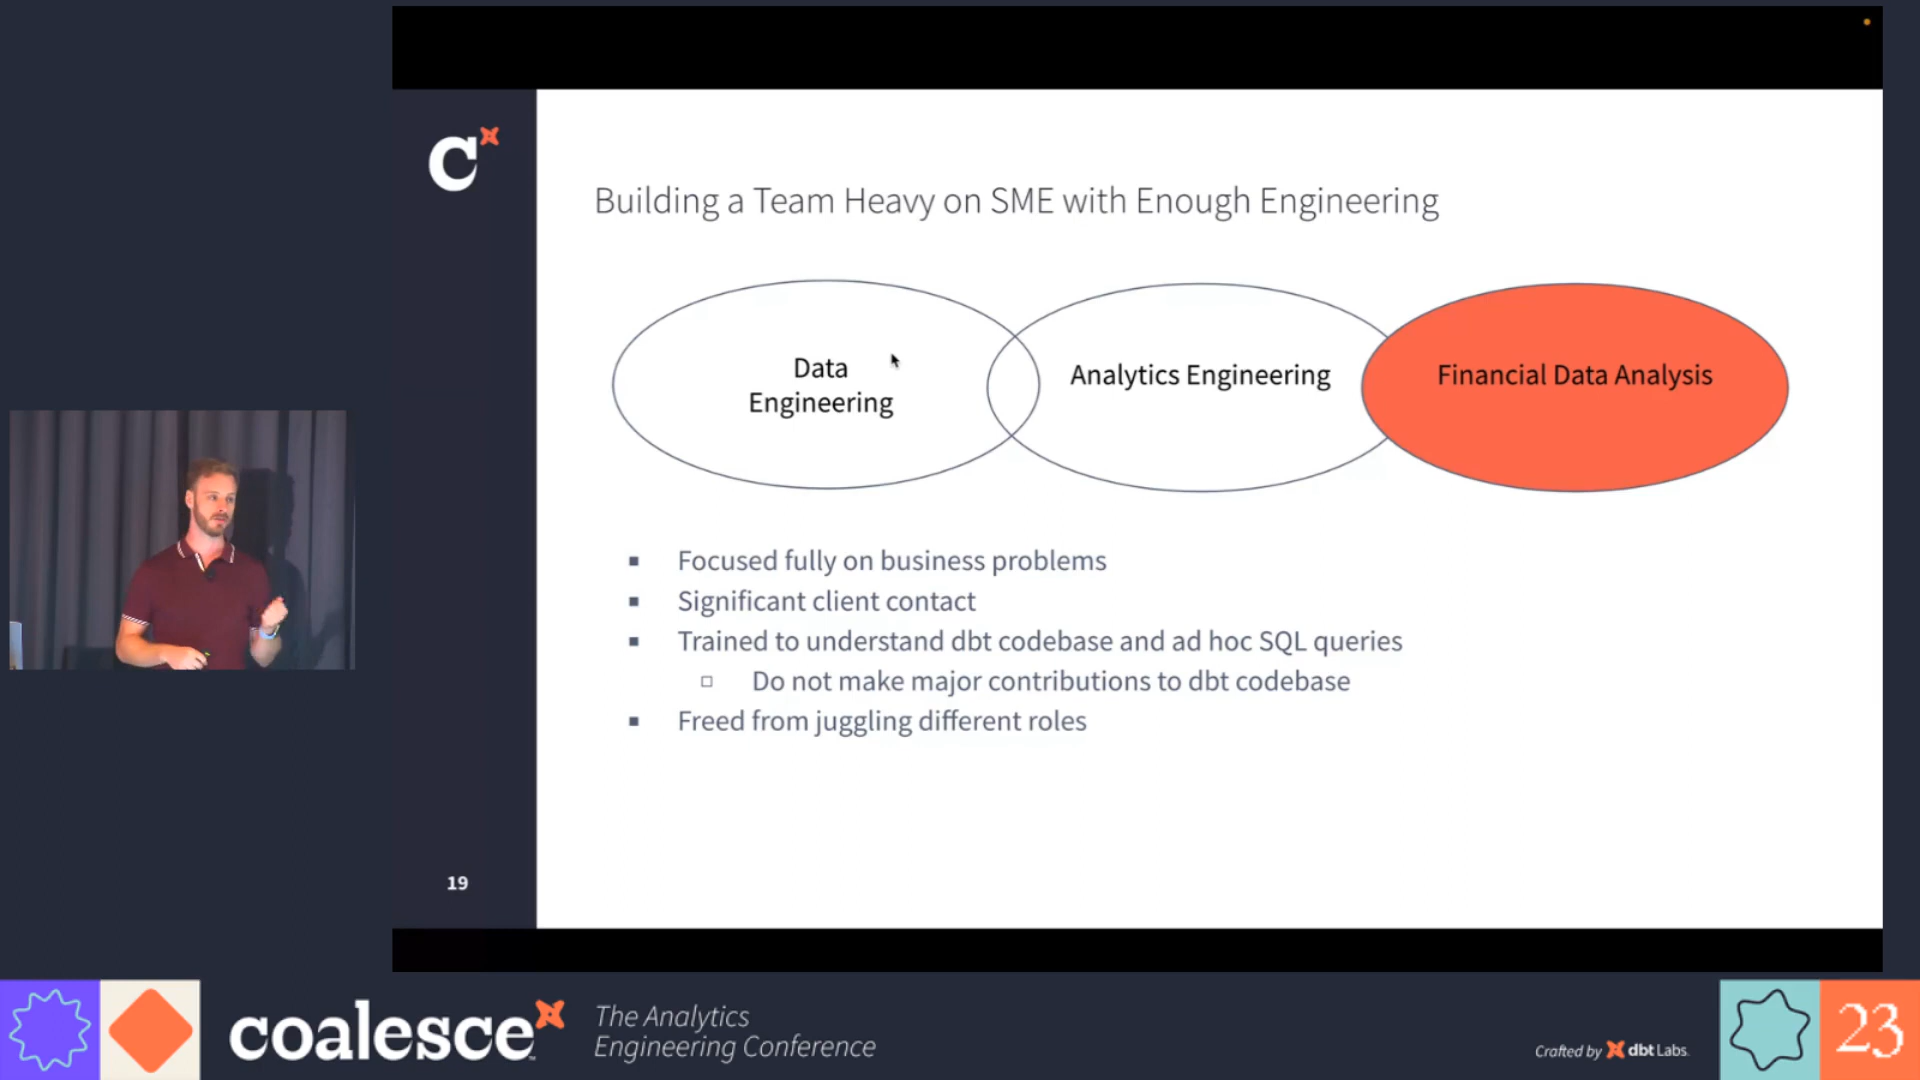 C
Building a Team Heavy on SME with Enough Engineering
Data
Engineering
Analytics Engineering
Financial Data Analysis
Focused fully on business problems
Significant client contact
Trained to understand dbt codebase and ad hoc SQL queries
Do not make major contributions to dbt codebase
Freed from juggling different roles
19
coalesce
The Analytics
Engineering Conference
Crafted by dbt Labs
23